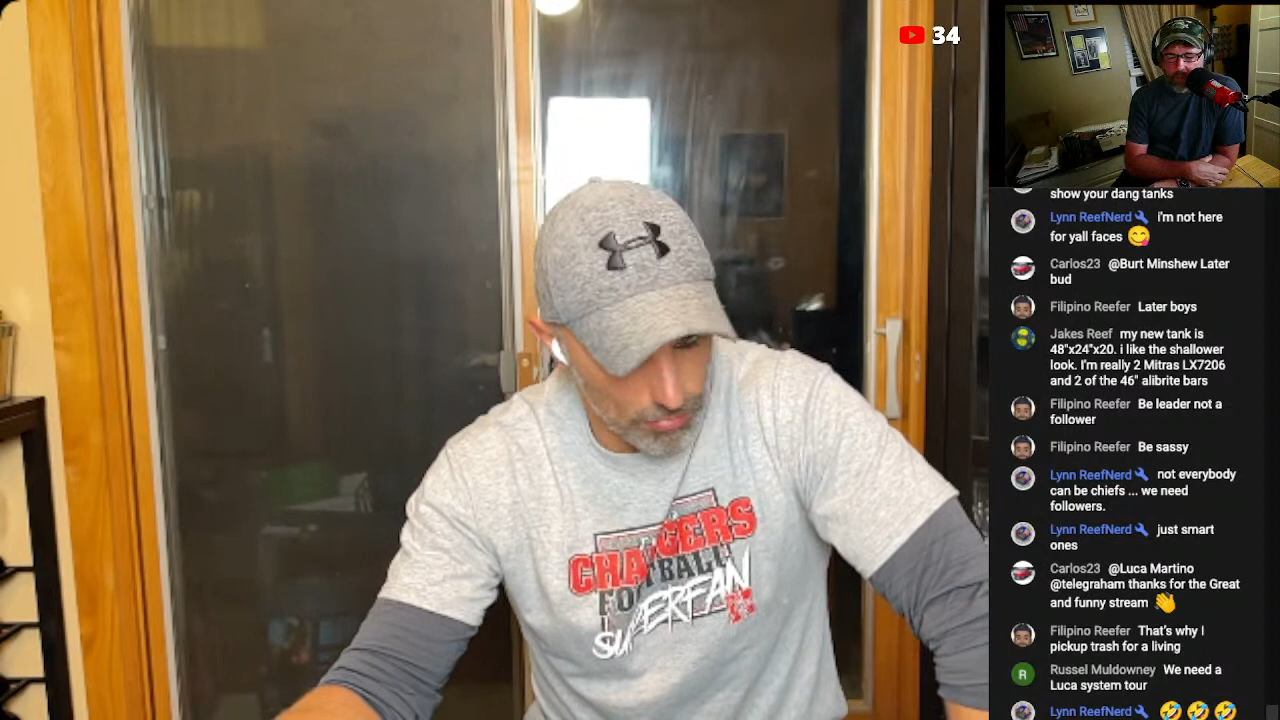 34
CHARGERS
FOOTBALL
SUPERFAN
show your dang tanks
Lynn ReefNerd i'm not here
for yall faces 😋
Carlos23 @Burt Minshew Later
bud
Filipino Reefer Later boys
Jakes Reef my new tank is
48"x24"x20. i like the shallower
look. I'm really 2 Mitras LX7206
and 2 of the 46" alibrite bars
Filipino Reefer Be leader not a
follower
Filipino Reefer Be sassy
Lynn ReefNerd not everybody
can be chiefs ... we need
followers.
Lynn ReefNerd just smart
ones
Carlos23 @Luca Martino
@telegraham thanks for the Great
and funny stream 👏
Filipino Reefer That's why I
pickup trash for a living
R
Russel Muldowney We need a
Luca system tour
Lynn ReefNerd 🤣🤣🤣